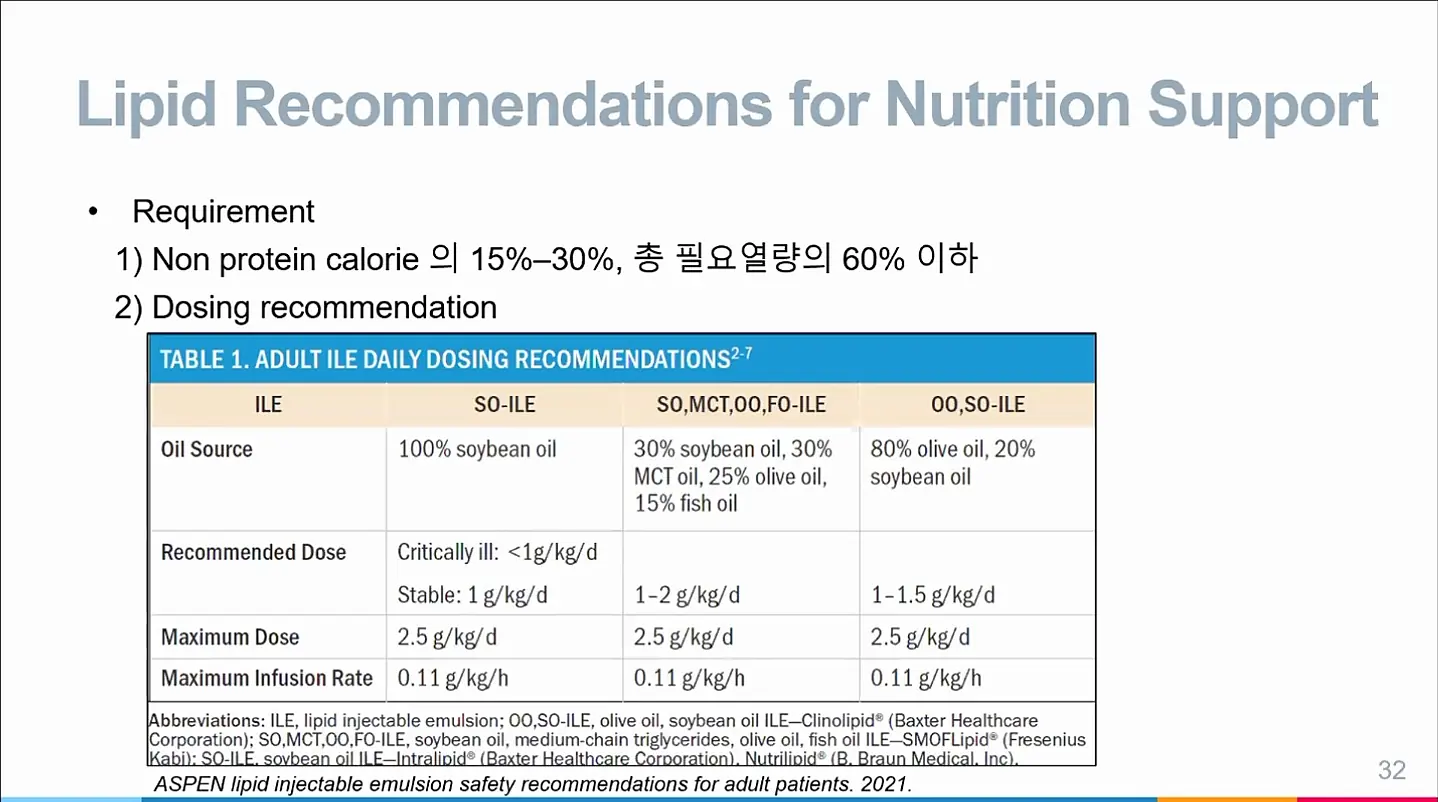 Lipid Recommendations for Nutrition Support
• Requirement
1) Non protein calorie 의 15%–30%, 총 필요열량의 60% 이하
2) Dosing recommendation
TABLE 1. ADULT ILE DAILY DOSING RECOMMENDATIONS2-7
ILE SO-ILE SO,MCT,OO,FO-ILE OO,SO-ILE
Oil Source 100% soybean oil 30% soybean oil, 30% MCT oil, 25% olive oil, 15% fish oil 80% olive oil, 20% soybean oil
Recommended Dose Critically ill: <1g/kg/d
Stable: 1 g/kg/d 1–2 g/kg/d 1–1.5 g/kg/d
Maximum Dose 2.5 g/kg/d 2.5 g/kg/d 2.5 g/kg/d
Maximum Infusion Rate 0.11 g/kg/h 0.11 g/kg/h 0.11 g/kg/h
Abbreviations: ILE, lipid injectable emulsion; OO,SO-ILE, olive oil, soybean oil ILE—Clinolipid® (Baxter Healthcare
Corporation); SO,MCT,OO,FO-ILE, soybean oil, medium-chain triglycerides, olive oil, fish oil ILE—SMOFLipid® (Fresenius
Kabi); SO-ILE, soybean oil ILE—Intralipid® (Baxter Healthcare Corporation), Nutrilipid® (B. Braun Medical, Inc).
ASPEN lipid injectable emulsion safety recommendations for adult patients. 2021.
32